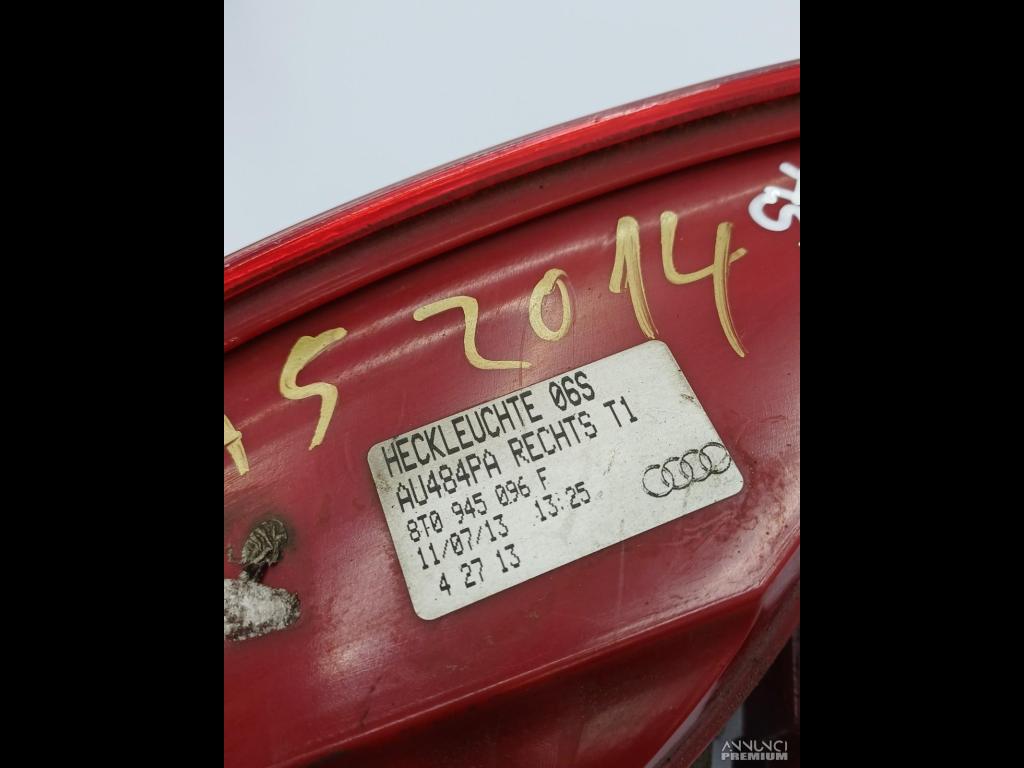 A5 2014
HECKLEUCHTE 06S
AU484PA RECHTS T1
8T0 945 096 F
11/07/13 13:25
4 27 13
ANNUNCI
PREMIUM